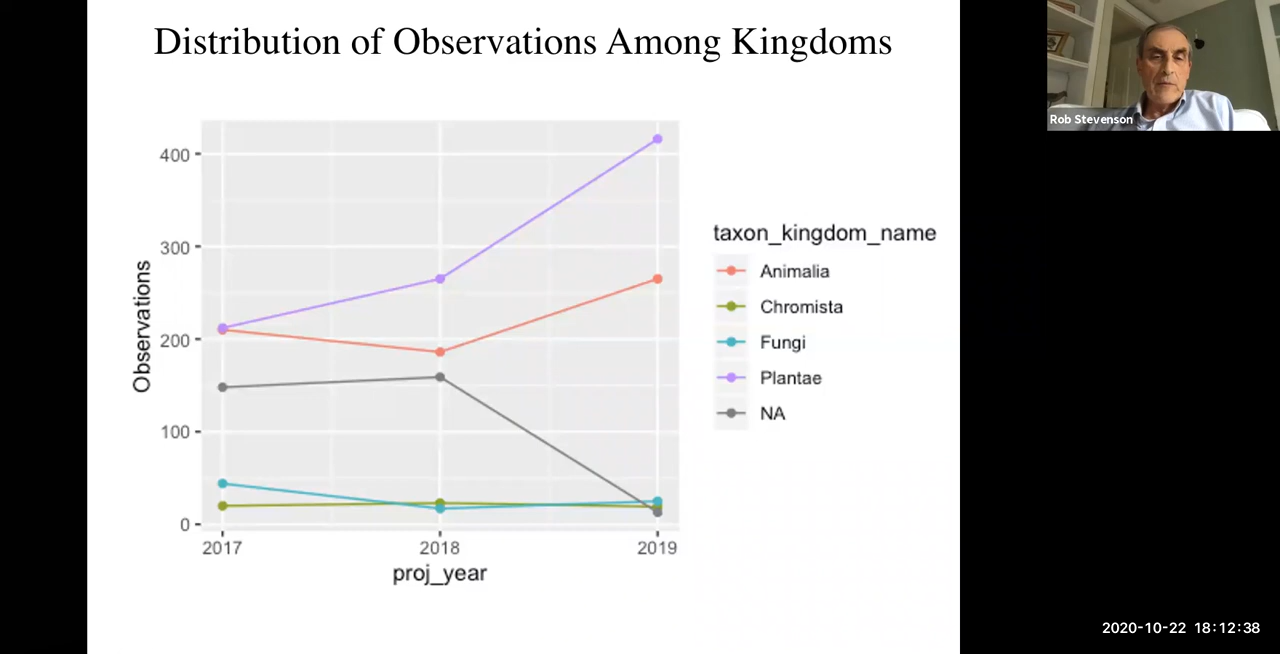 Distribution of Observations Among Kingdoms
Rob Stevenson
400
300
200
100
0
Observations
2017
2018
2019
proj_year
taxon_kingdom_name
Animalia
Chromista
Fungi
Plantae
NA
2020-10-22 18:12:38